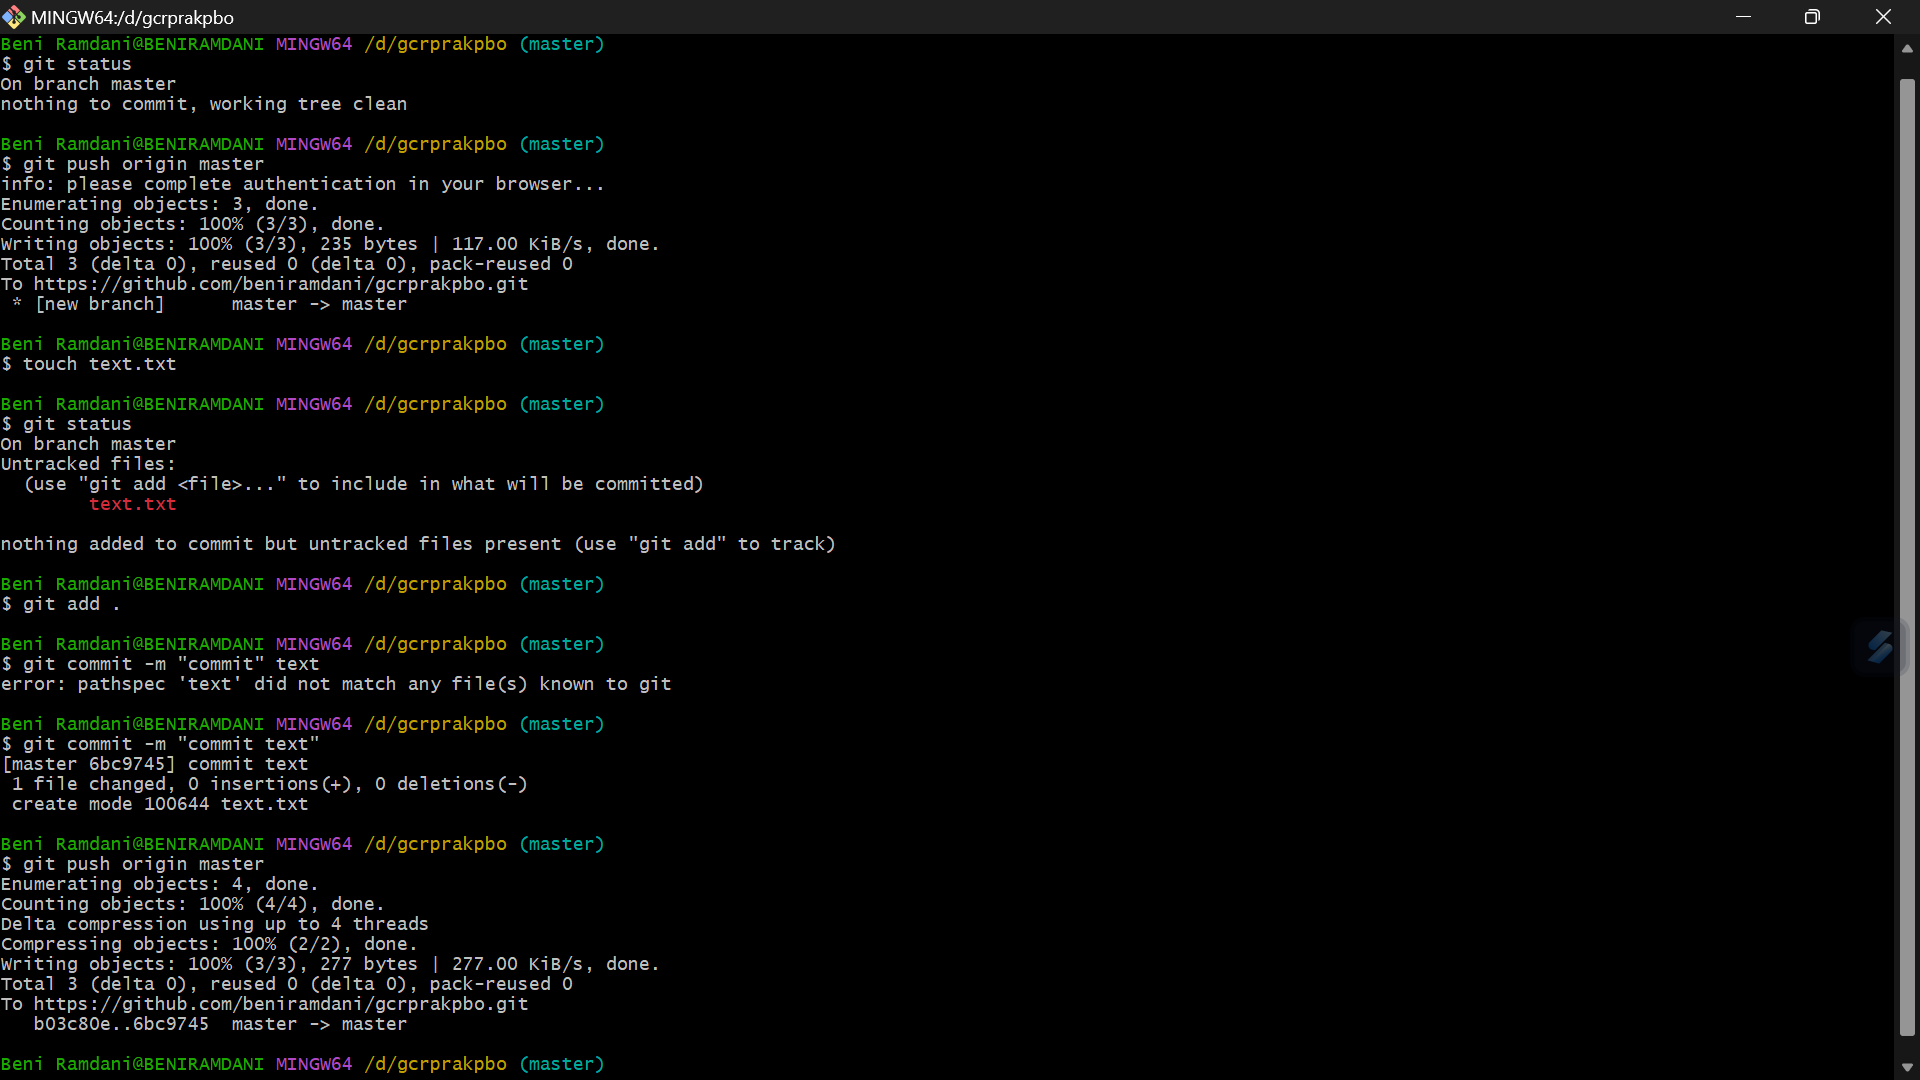 MINGW64:/d/gcrprakpbo
Beni Ramdani@BENIRAMDANI MINGW64 /d/gcrprakpbo (master)
$ git status
On branch master
nothing to commit, working tree clean
Beni Ramdani@BENIRAMDANI MINGW64 /d/gcrprakpbo (master)
$ git push origin master
info: please complete authentication in your browser...
Enumerating objects: 3, done.
Counting objects: 100% (3/3), done.
Writing objects: 100% (3/3), 235 bytes | 117.00 KiB/s, done.
Total 3 (delta 0), reused 0 (delta 0), pack-reused 0
To https://github.com/beniramdani/gcrprakpbo.git
 * [new branch]      master -> master
Beni Ramdani@BENIRAMDANI MINGW64 /d/gcrprakpbo (master)
$ touch text.txt
Beni Ramdani@BENIRAMDANI MINGW64 /d/gcrprakpbo (master)
$ git status
On branch master
Untracked files:
  (use "git add <file>..." to include in what will be committed)
        text.txt
nothing added to commit but untracked files present (use "git add" to track)
Beni Ramdani@BENIRAMDANI MINGW64 /d/gcrprakpbo (master)
$ git add .
Beni Ramdani@BENIRAMDANI MINGW64 /d/gcrprakpbo (master)
$ git commit -m "commit" text
error: pathspec 'text' did not match any file(s) known to git
Beni Ramdani@BENIRAMDANI MINGW64 /d/gcrprakpbo (master)
$ git commit -m "commit text"
[master 6bc9745] commit text
 1 file changed, 0 insertions(+), 0 deletions(-)
 create mode 100644 text.txt
Beni Ramdani@BENIRAMDANI MINGW64 /d/gcrprakpbo (master)
$ git push origin master
Enumerating objects: 4, done.
Counting objects: 100% (4/4), done.
Delta compression using up to 4 threads
Compressing objects: 100% (2/2), done.
Writing objects: 100% (3/3), 277 bytes | 277.00 KiB/s, done.
Total 3 (delta 0), reused 0 (delta 0), pack-reused 0
To https://github.com/beniramdani/gcrprakpbo.git
   b03c80e..6bc9745  master -> master
Beni Ramdani@BENIRAMDANI MINGW64 /d/gcrprakpbo (master)